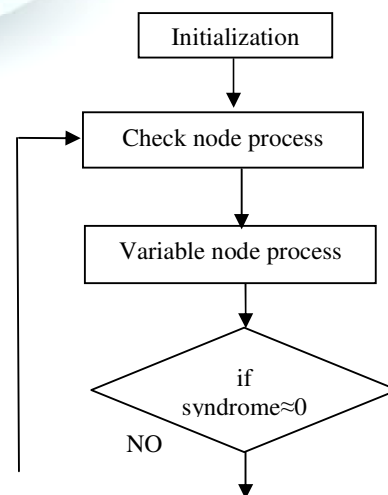 Initialization
Check node process
Variable node process
if
syndrome≈0
NO